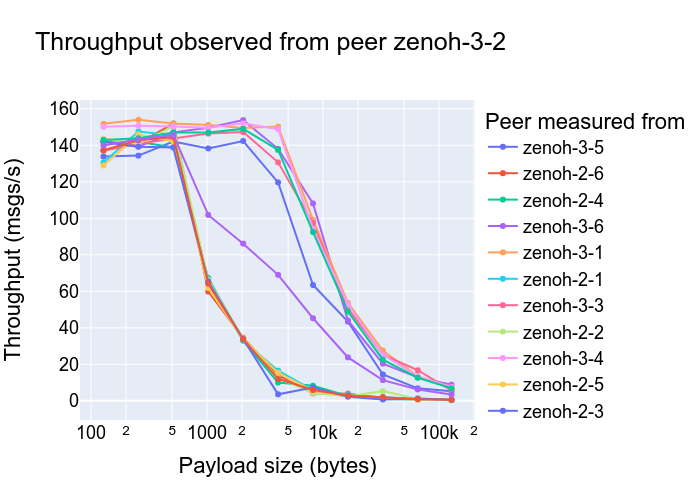 Throughput observed from peer zenoh-3-2
Throughput (msgs/s)
160
140
120
100
80
60
40
20
0
100 2 5 1000 2 5 10k 2 5 100k 2
Payload size (bytes)
Peer measured from
zenoh-3-5
zenoh-2-6
zenoh-2-4
zenoh-3-6
zenoh-3-1
zenoh-2-1
zenoh-3-3
zenoh-2-2
zenoh-3-4
zenoh-2-5
zenoh-2-3